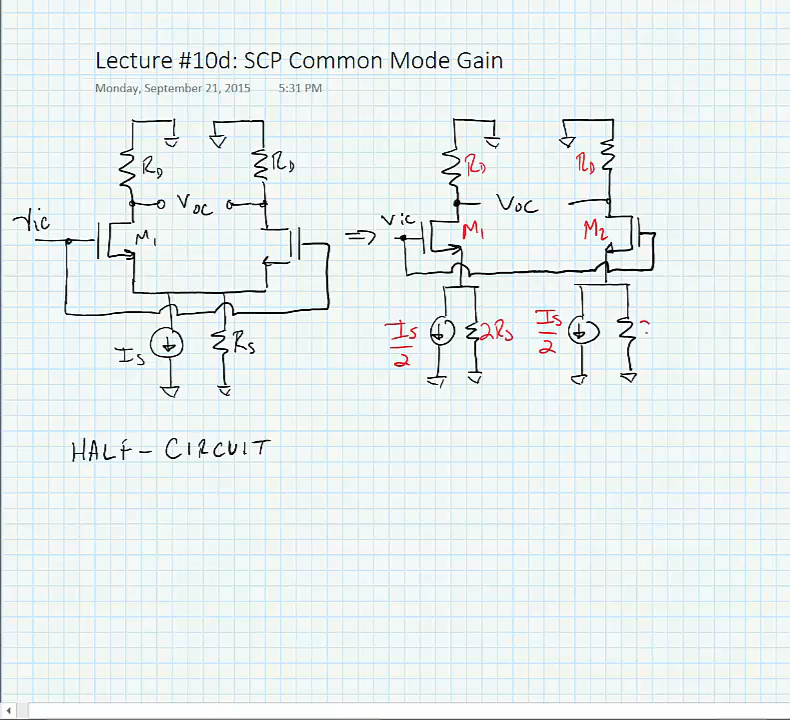 Lecture #10d: SCP Common Mode Gain
Monday, September 21, 2015 5:31 PM
RD RD RD RD
Vic VOC Vic VOC
M1 M1 M2
⇒
IS RS IS/2 2RS IS/2 ?
HALF - CIRCUIT